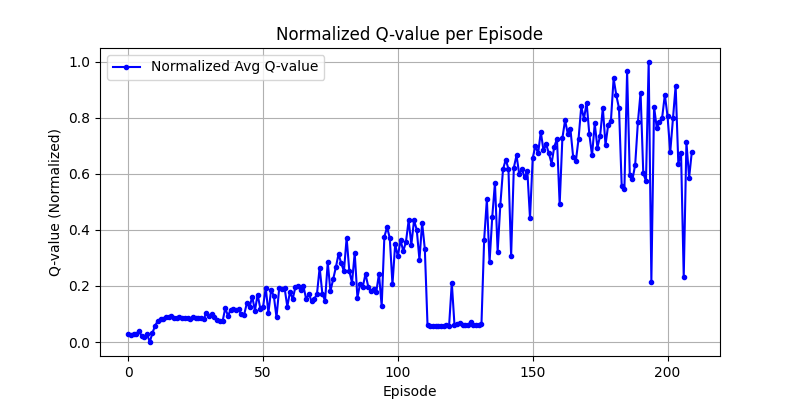 Normalized Q-value per Episode
Normalized Avg Q-value
Q-value (Normalized)
1.0
0.8
0.6
0.4
0.2
0.0
0
50
100
150
200
Episode